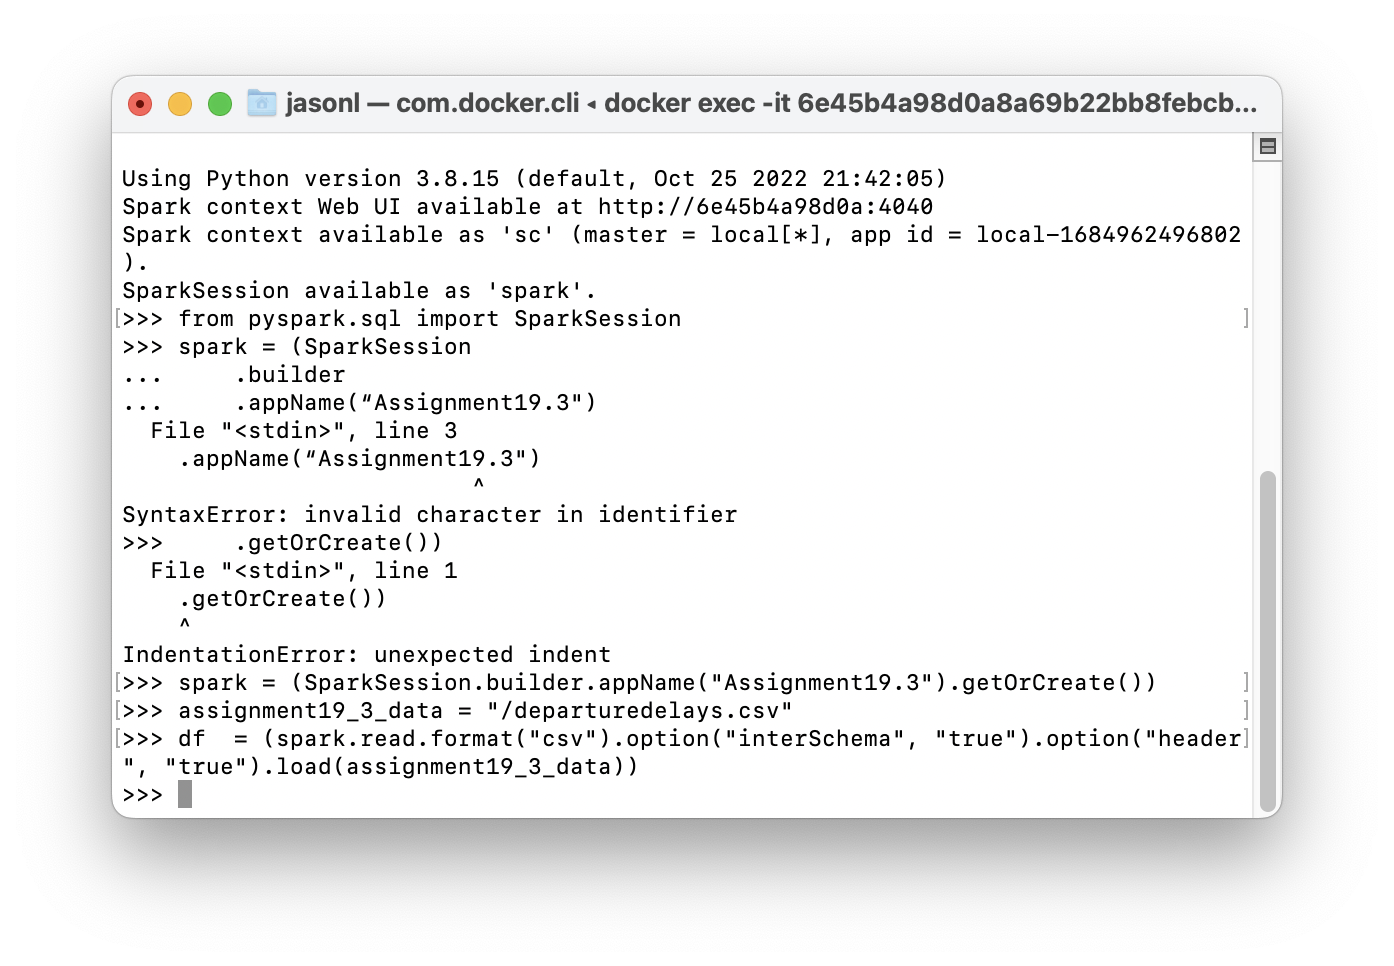 jasonl — com.docker.cli ◂ docker exec -it 6e45b4a98d0a8a69b22bb8febcb...
Using Python version 3.8.15 (default, Oct 25 2022 21:42:05)
Spark context Web UI available at http://6e45b4a98d0a:4040
Spark context available as 'sc' (master = local[*], app id = local-1684962496802
).
SparkSession available as 'spark'.
[>>> from pyspark.sql import SparkSession ]
>>> spark = (SparkSession
...     .builder
...     .appName(“Assignment19.3")
  File "<stdin>", line 3
    .appName(“Assignment19.3")
                         ^
SyntaxError: invalid character in identifier
>>>     .getOrCreate())
  File "<stdin>", line 1
    .getOrCreate())
    ^
IndentationError: unexpected indent
[>>> spark = (SparkSession.builder.appName("Assignment19.3").getOrCreate()) ]
[>>> assignment19_3_data = "/departuredelays.csv" ]
[>>> df  = (spark.read.format("csv").option("interSchema", "true").option("header]
", "true").load(assignment19_3_data))
>>>